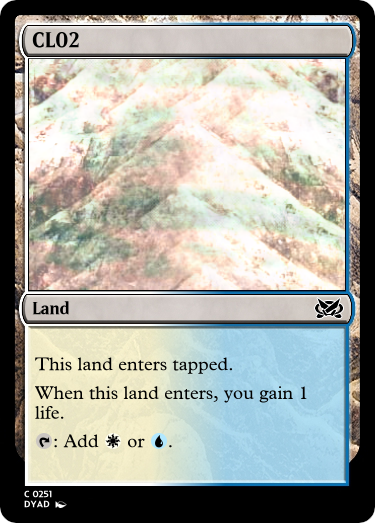 CL02
Land
This land enters tapped.
When this land enters, you gain 1
life.
: Add or .
C 0251
DYAD